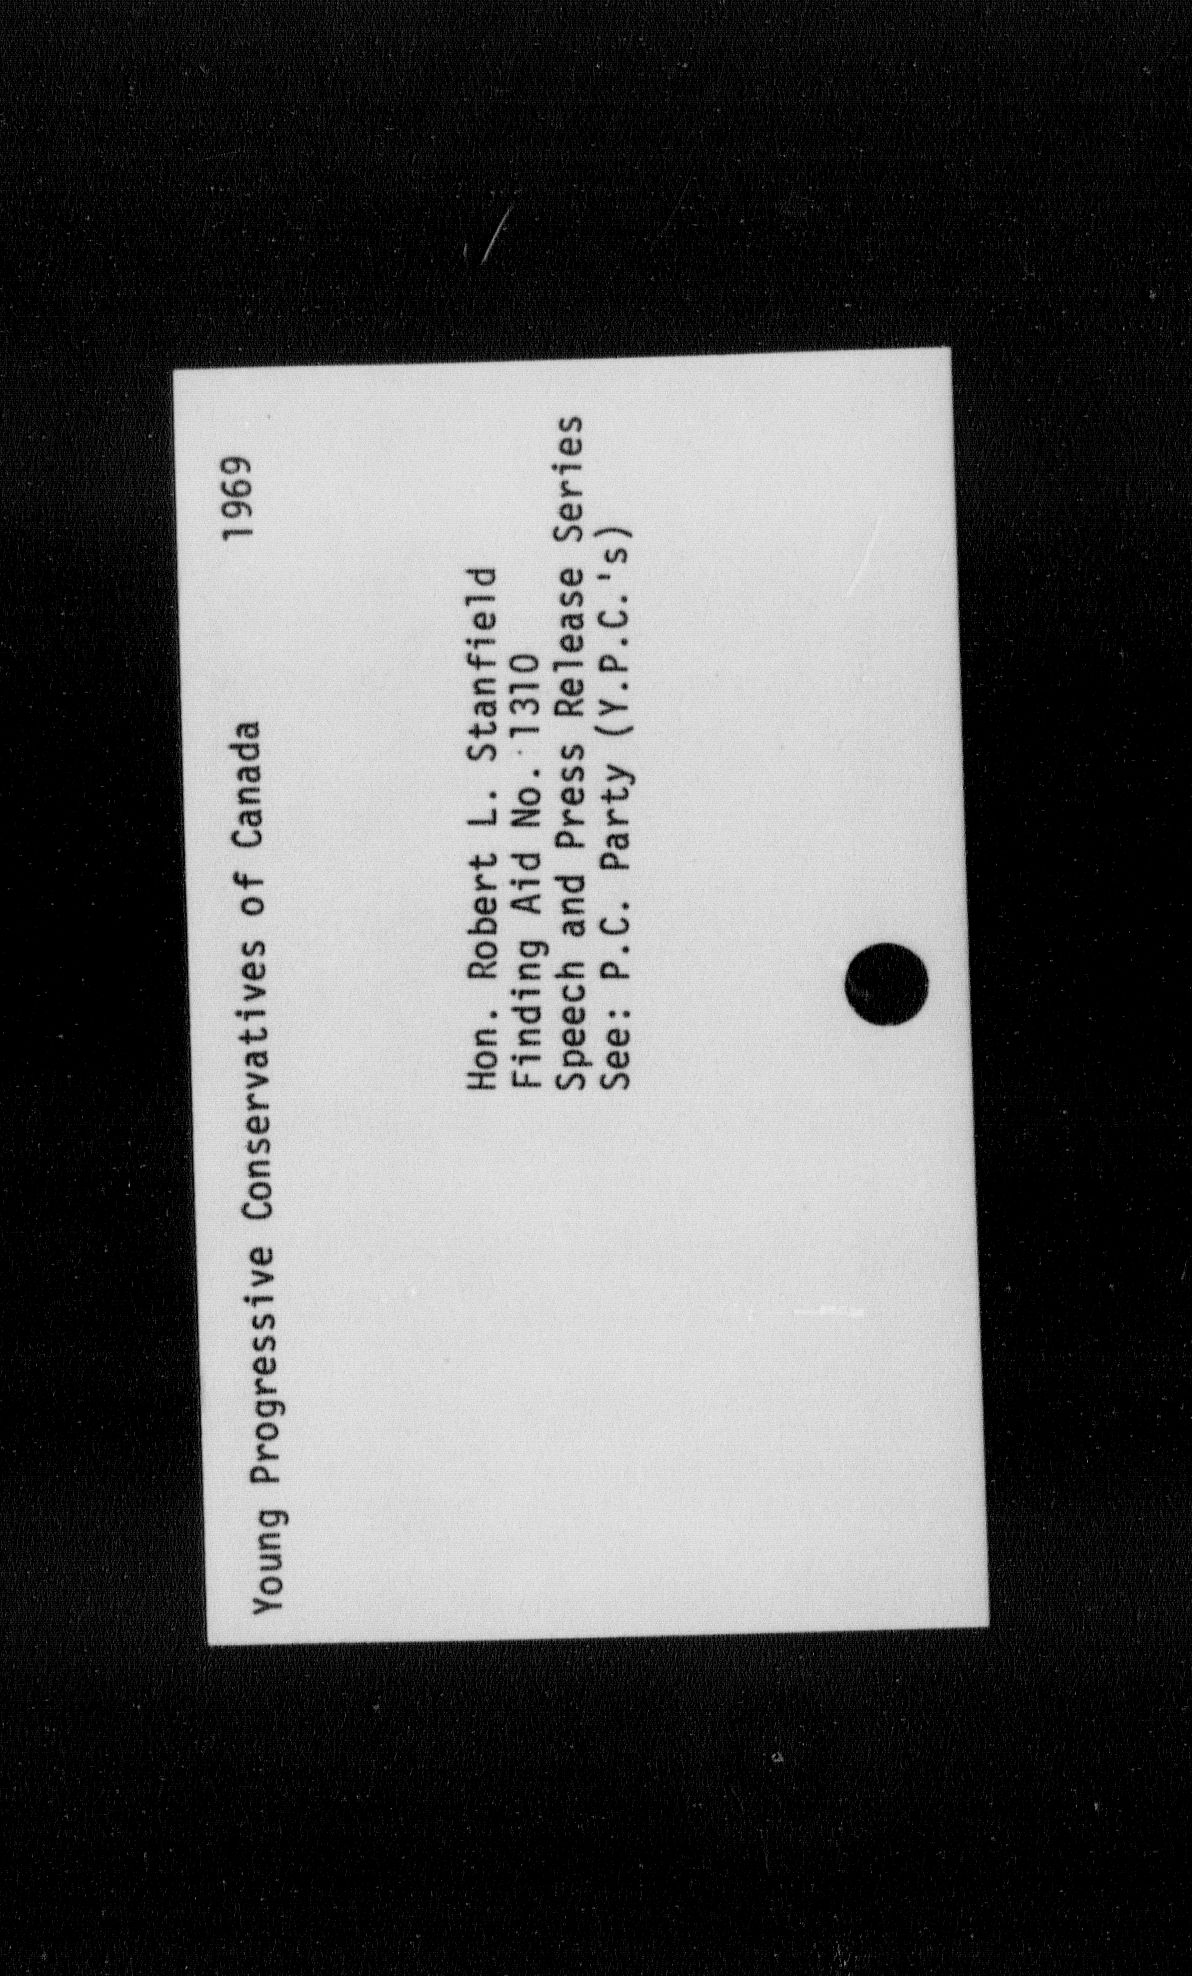 Young Progressive Conservatives of Canada 1969
Hon. Robert L. Stanfield
Finding Aid No. 1310
Speech and Press Release Series
See: P.C. Party (Y.P.C.'s)